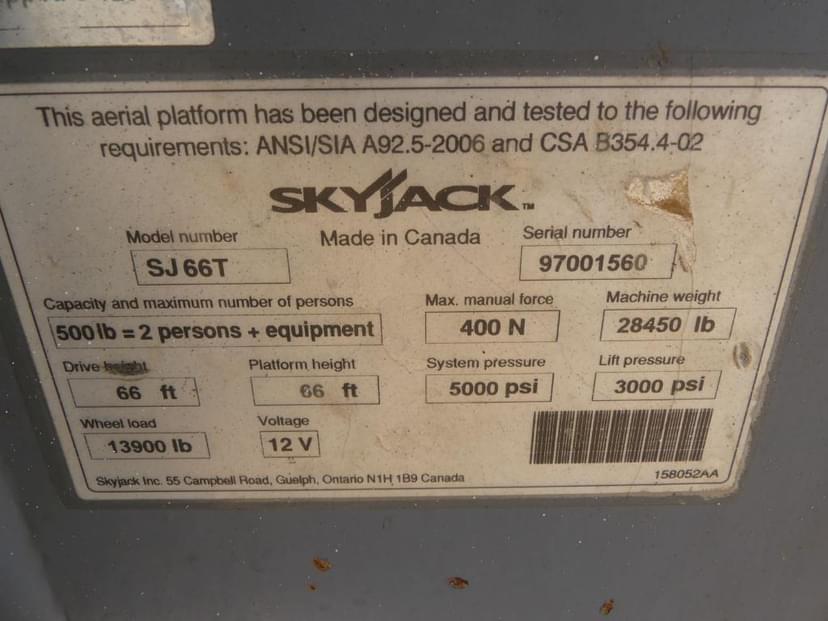 This aerial platform has been designed and tested to the following
requirements: ANSI/SIA A92.5-2006 and CSA B354.4-02
SKYJACK™
Model number Made in Canada Serial number
SJ 66T 97001560
Capacity and maximum number of persons Max. manual force Machine weight
500 lb = 2 persons + equipment 400 N 28450 lb
Drive height Platform height System pressure Lift pressure
66 ft 66 ft 5000 psi 3000 psi
Wheel load Voltage
13900 lb 12 V
Skyjack Inc. 55 Campbell Road, Guelph, Ontario N1H 1B9 Canada 158052AA